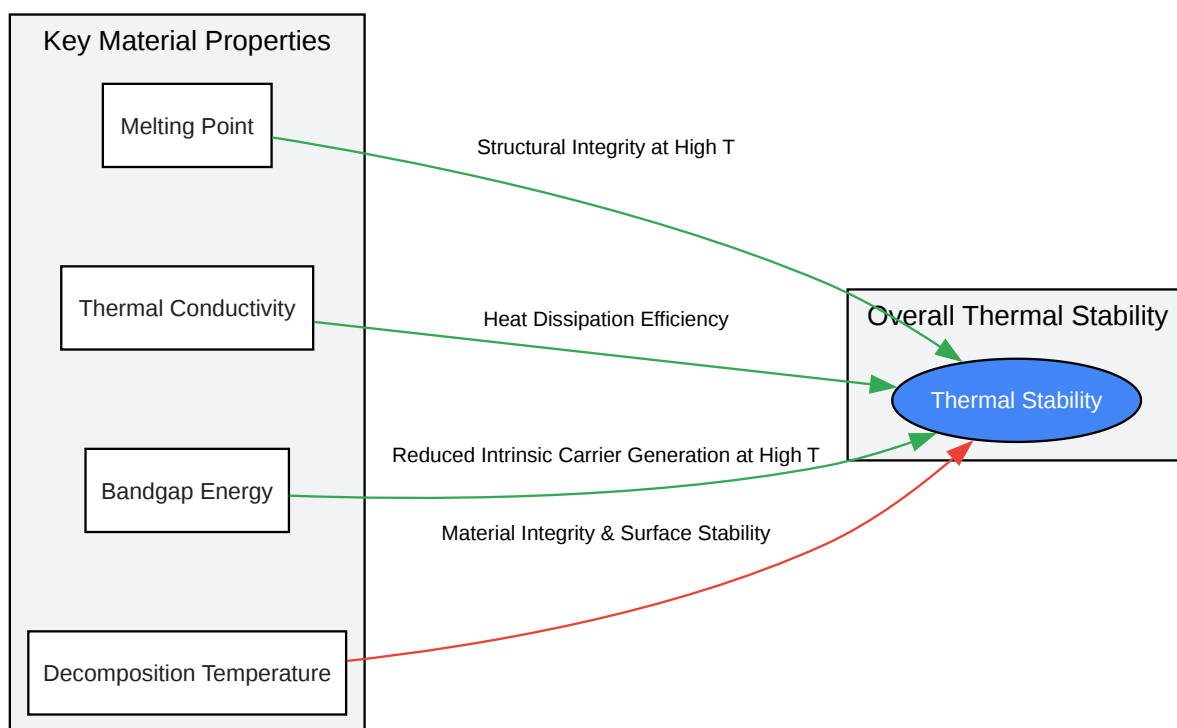 Key Material Properties
Melting Point
Structural Integrity at High T
Thermal Conductivity
Heat Dissipation Efficiency
Overall Thermal Stability
Thermal Stability
Bandgap Energy
Reduced Intrinsic Carrier Generation at High T
Material Integrity & Surface Stability
Decomposition Temperature